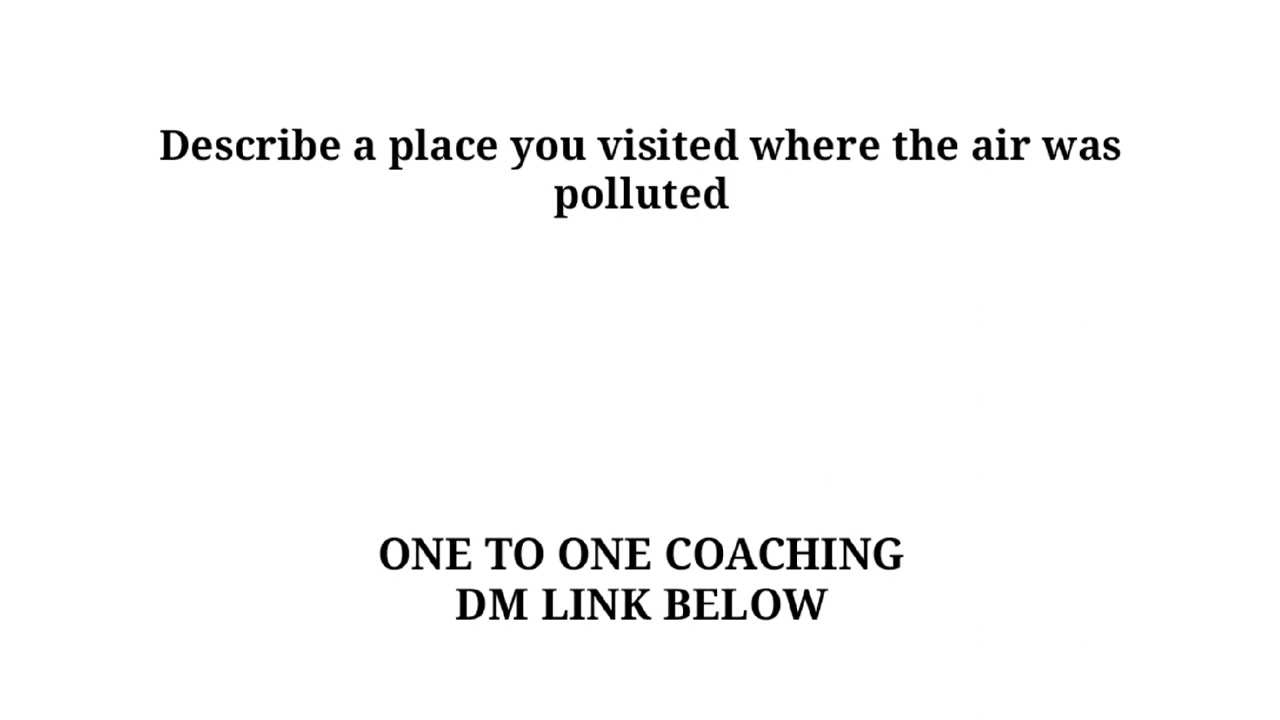 Describe a place you visited where the air was
polluted
ONE TO ONE COACHING
DM LINK BELOW